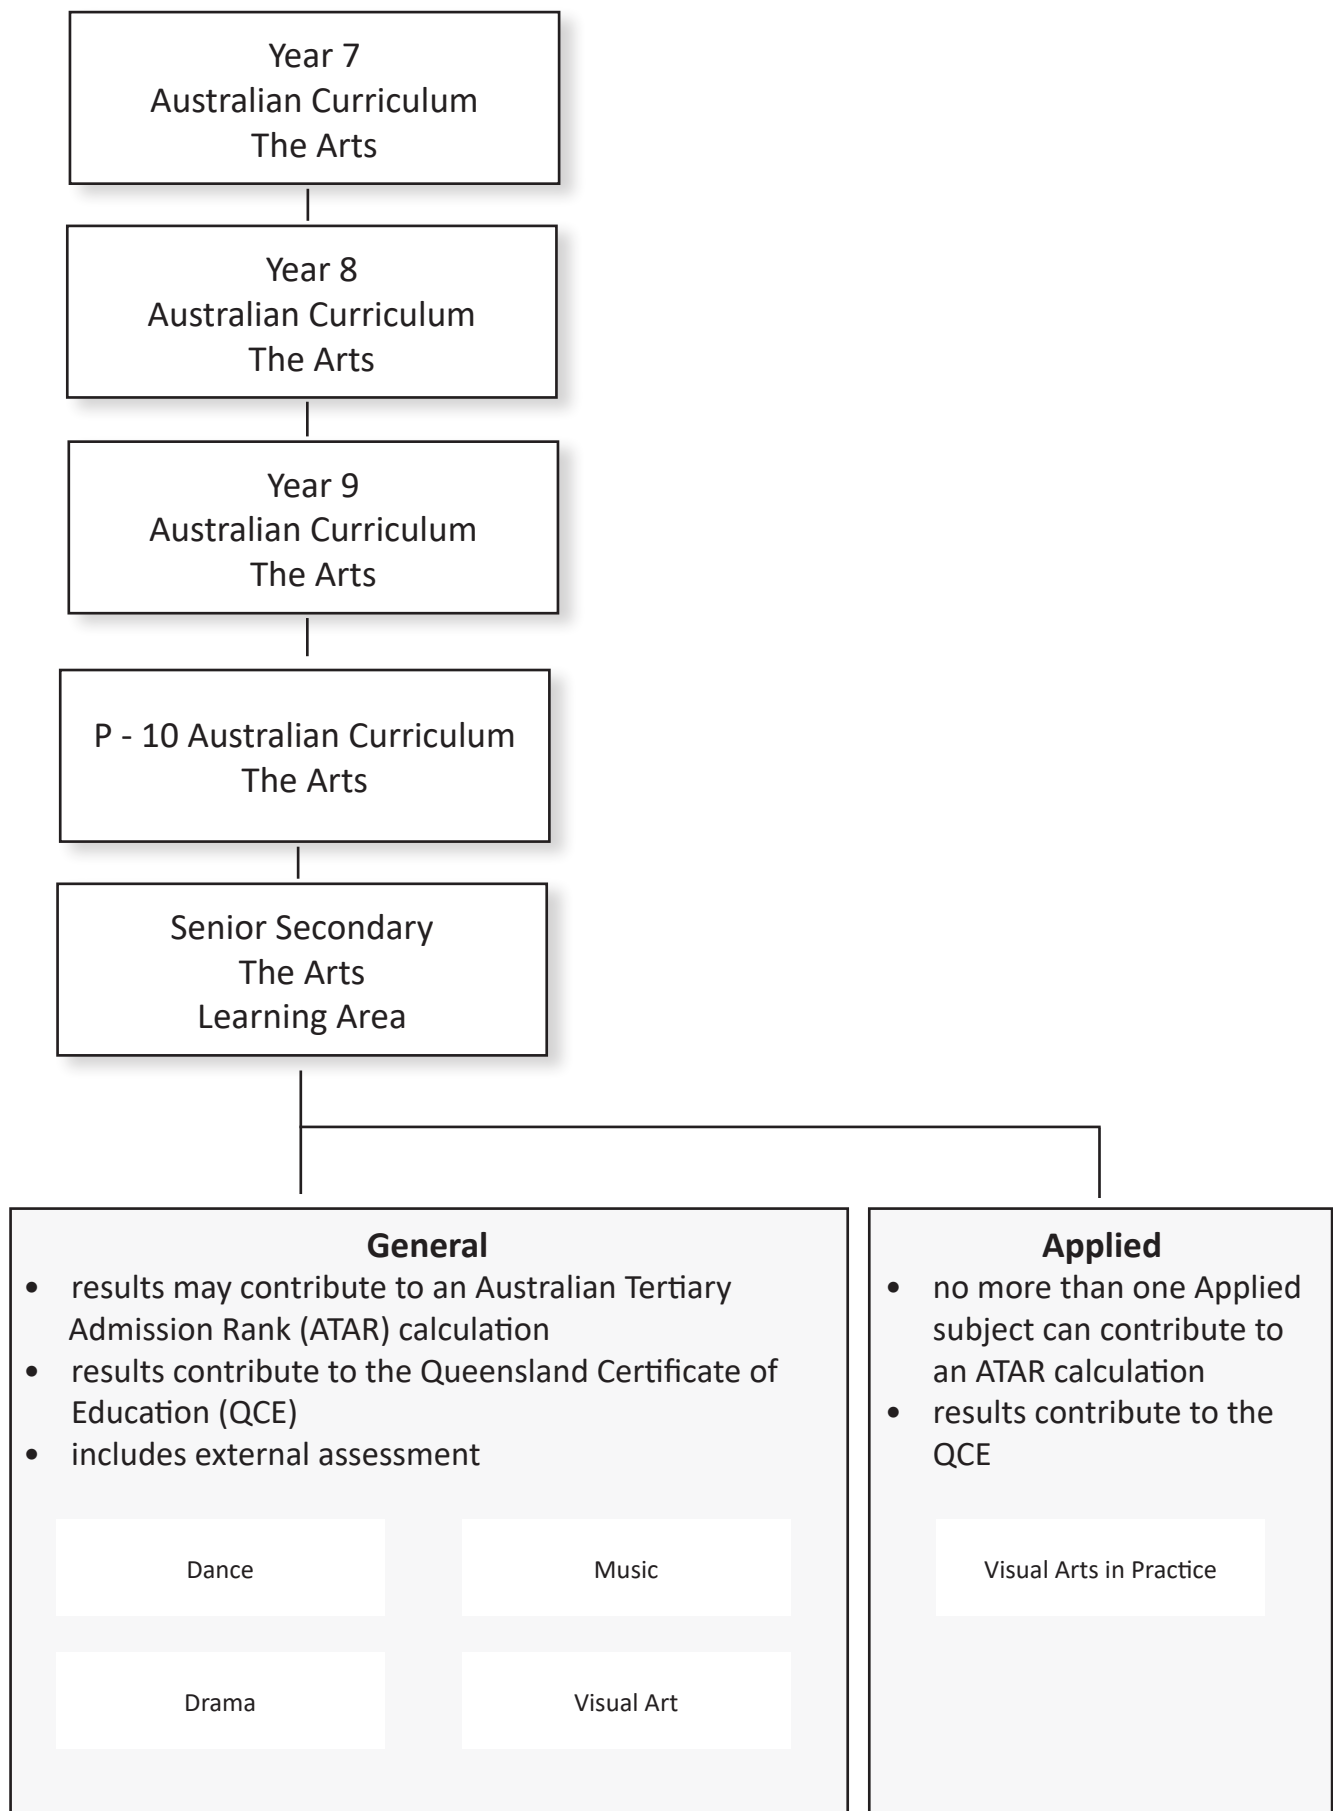 Year 7
Australian Curriculum
The Arts
Year 8
Australian Curriculum
The Arts
Year 9
Australian Curriculum
The Arts
P - 10 Australian Curriculum
The Arts
Senior Secondary
The Arts
Learning Area
General
• results may contribute to an Australian Tertiary
Admission Rank (ATAR) calculation
• results contribute to the Queensland Certificate of
Education (QCE)
• includes external assessment
Dance
Music
Drama
Visual Art
Applied
• no more than one Applied
subject can contribute to
an ATAR calculation
• results contribute to the
QCE
Visual Arts in Practice